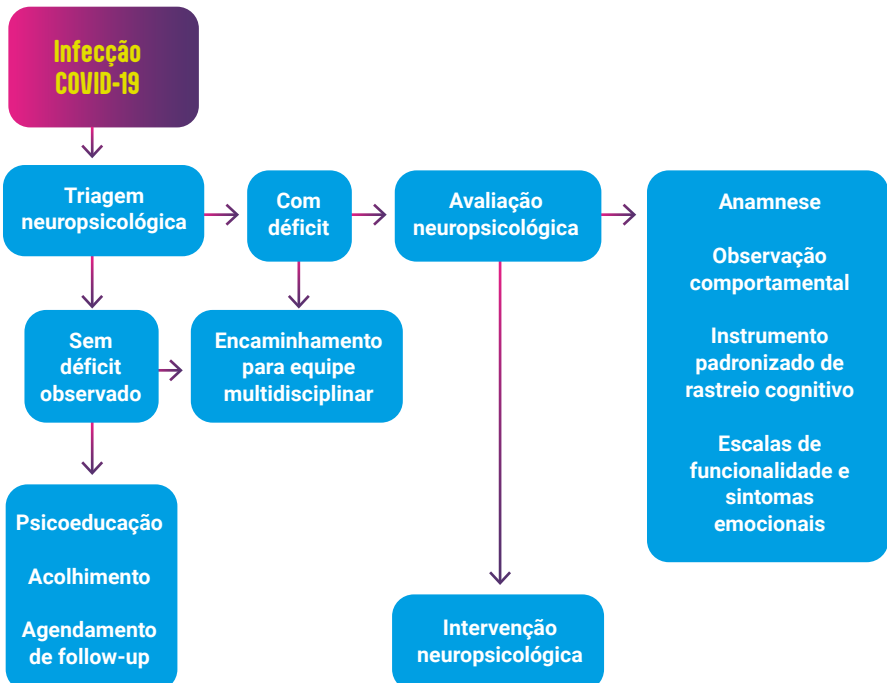 Infecção
COVID-19
Triagem
neuropsicológica
Com
déficit
Avaliação
neuropsicológica
Anamnese
Observação
comportamental
Instrumento
padronizado de
rastreio cognitivo
Escalas de
funcionalidade e
sintomas
emocionais
Sem
déficit
observado
Encaminhamento
para equipe
multidisciplinar
Psicoeducação
Acolhimento
Agendamento
de follow-up
Intervenção
neuropsicológica